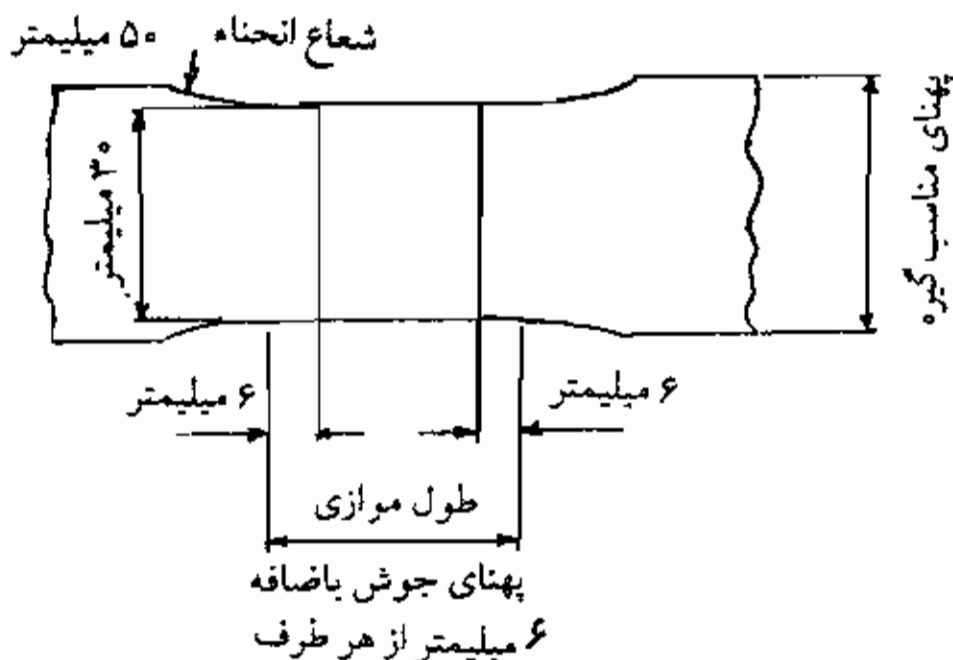 شعاع انحناء ۵۰ میلیمتر
پهنای مناسب گیره
۳۰ میلیمتر
۶ میلیمتر
۶ میلیمتر
طول موازی
پهنای جوش باضافه
۶ میلیمتر از هر طرف